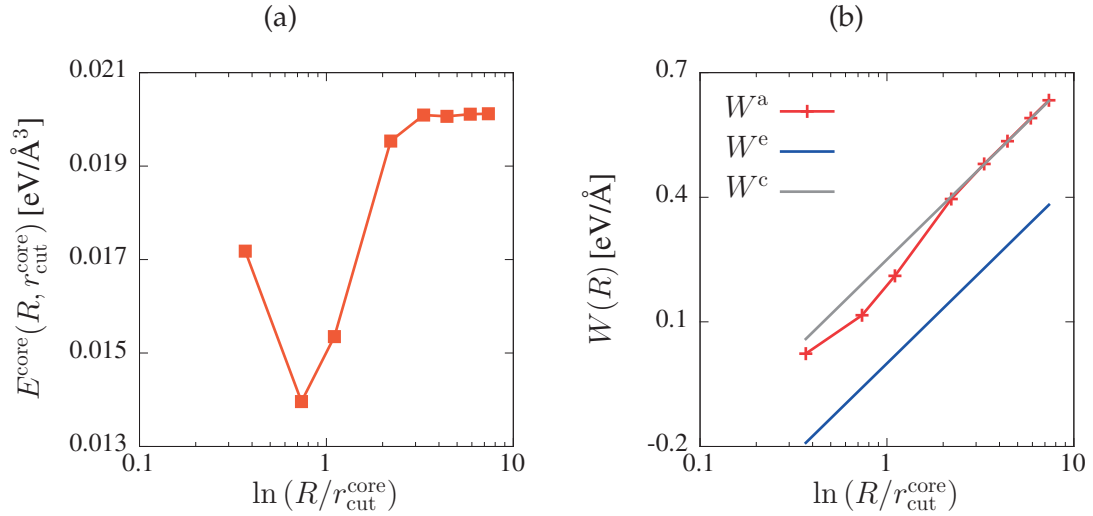 (a)
0.021
0.019
0.017
0.015
0.013
0.1
1
10
E^core(R, r_cut^core) [eV/Å^3]
ln (R/r_cut^core)
(b)
0.7
0.4
0.1
-0.2
0.1
1
10
W^a
W^e
W^c
W(R) [eV/Å]
ln (R/r_cut^core)